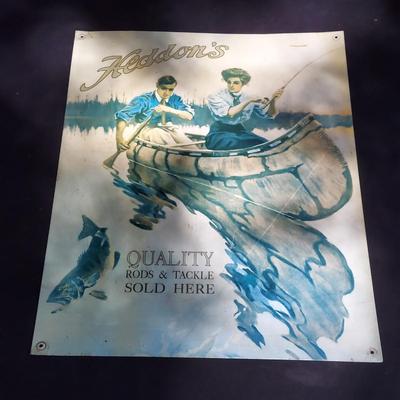 Heddon's
QUALITY
RODS & TACKLE
SOLD HERE